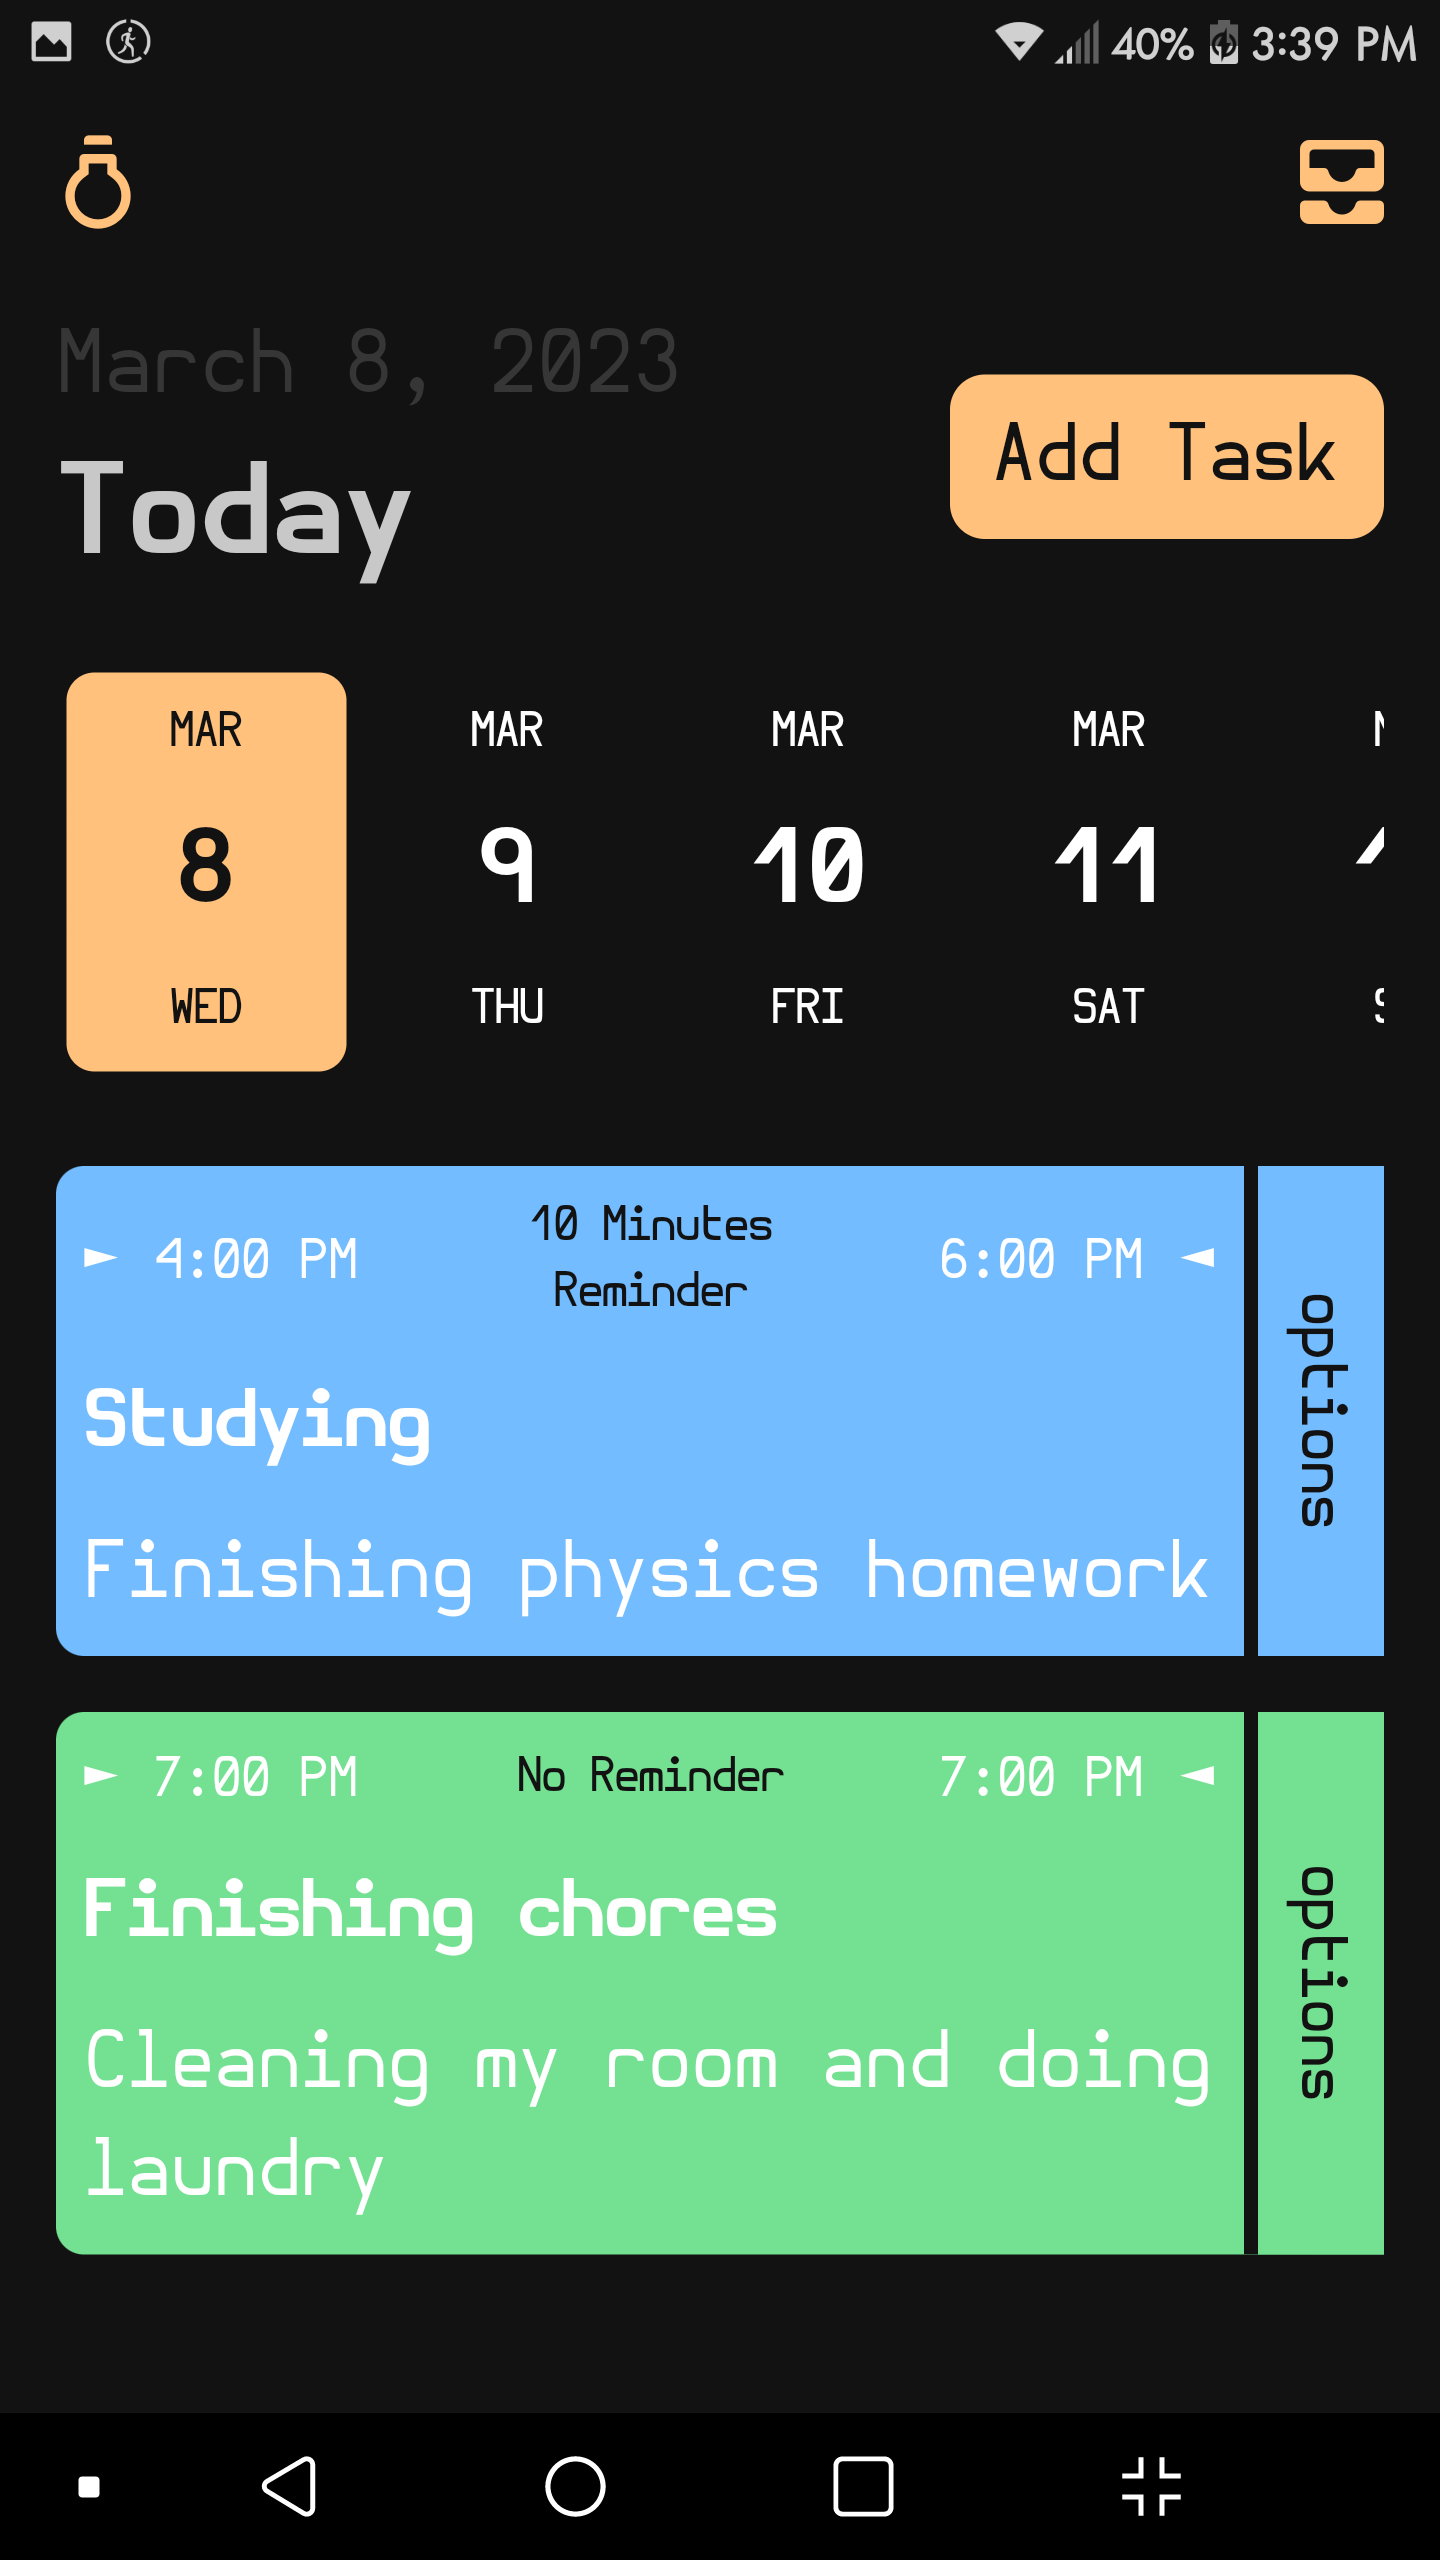 40% 3:39 PM
March 8, 2023
Today
Add Task
MAR MAR MAR MAR
8 9 10 11
WED THU FRI SAT
4:00 PM 10 Minutes Reminder 6:00 PM
Studying
Finishing physics homework
options
7:00 PM No Reminder 7:00 PM
Finishing chores
Cleaning my room and doing
laundry
options